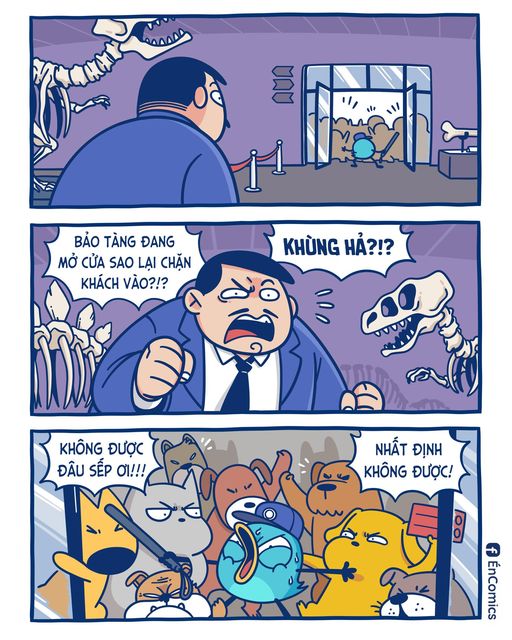 BẢO TÀNG ĐANG
MỞ CỬA SAO LẠI CHẶN
KHÁCH VÀO?!?
KHÙNG HẢ?!?
KHÔNG ĐƯỢC
ĐÂU SẾP ƠI!!!
NHẤT ĐỊNH
KHÔNG ĐƯỢC!
f ÉnComics